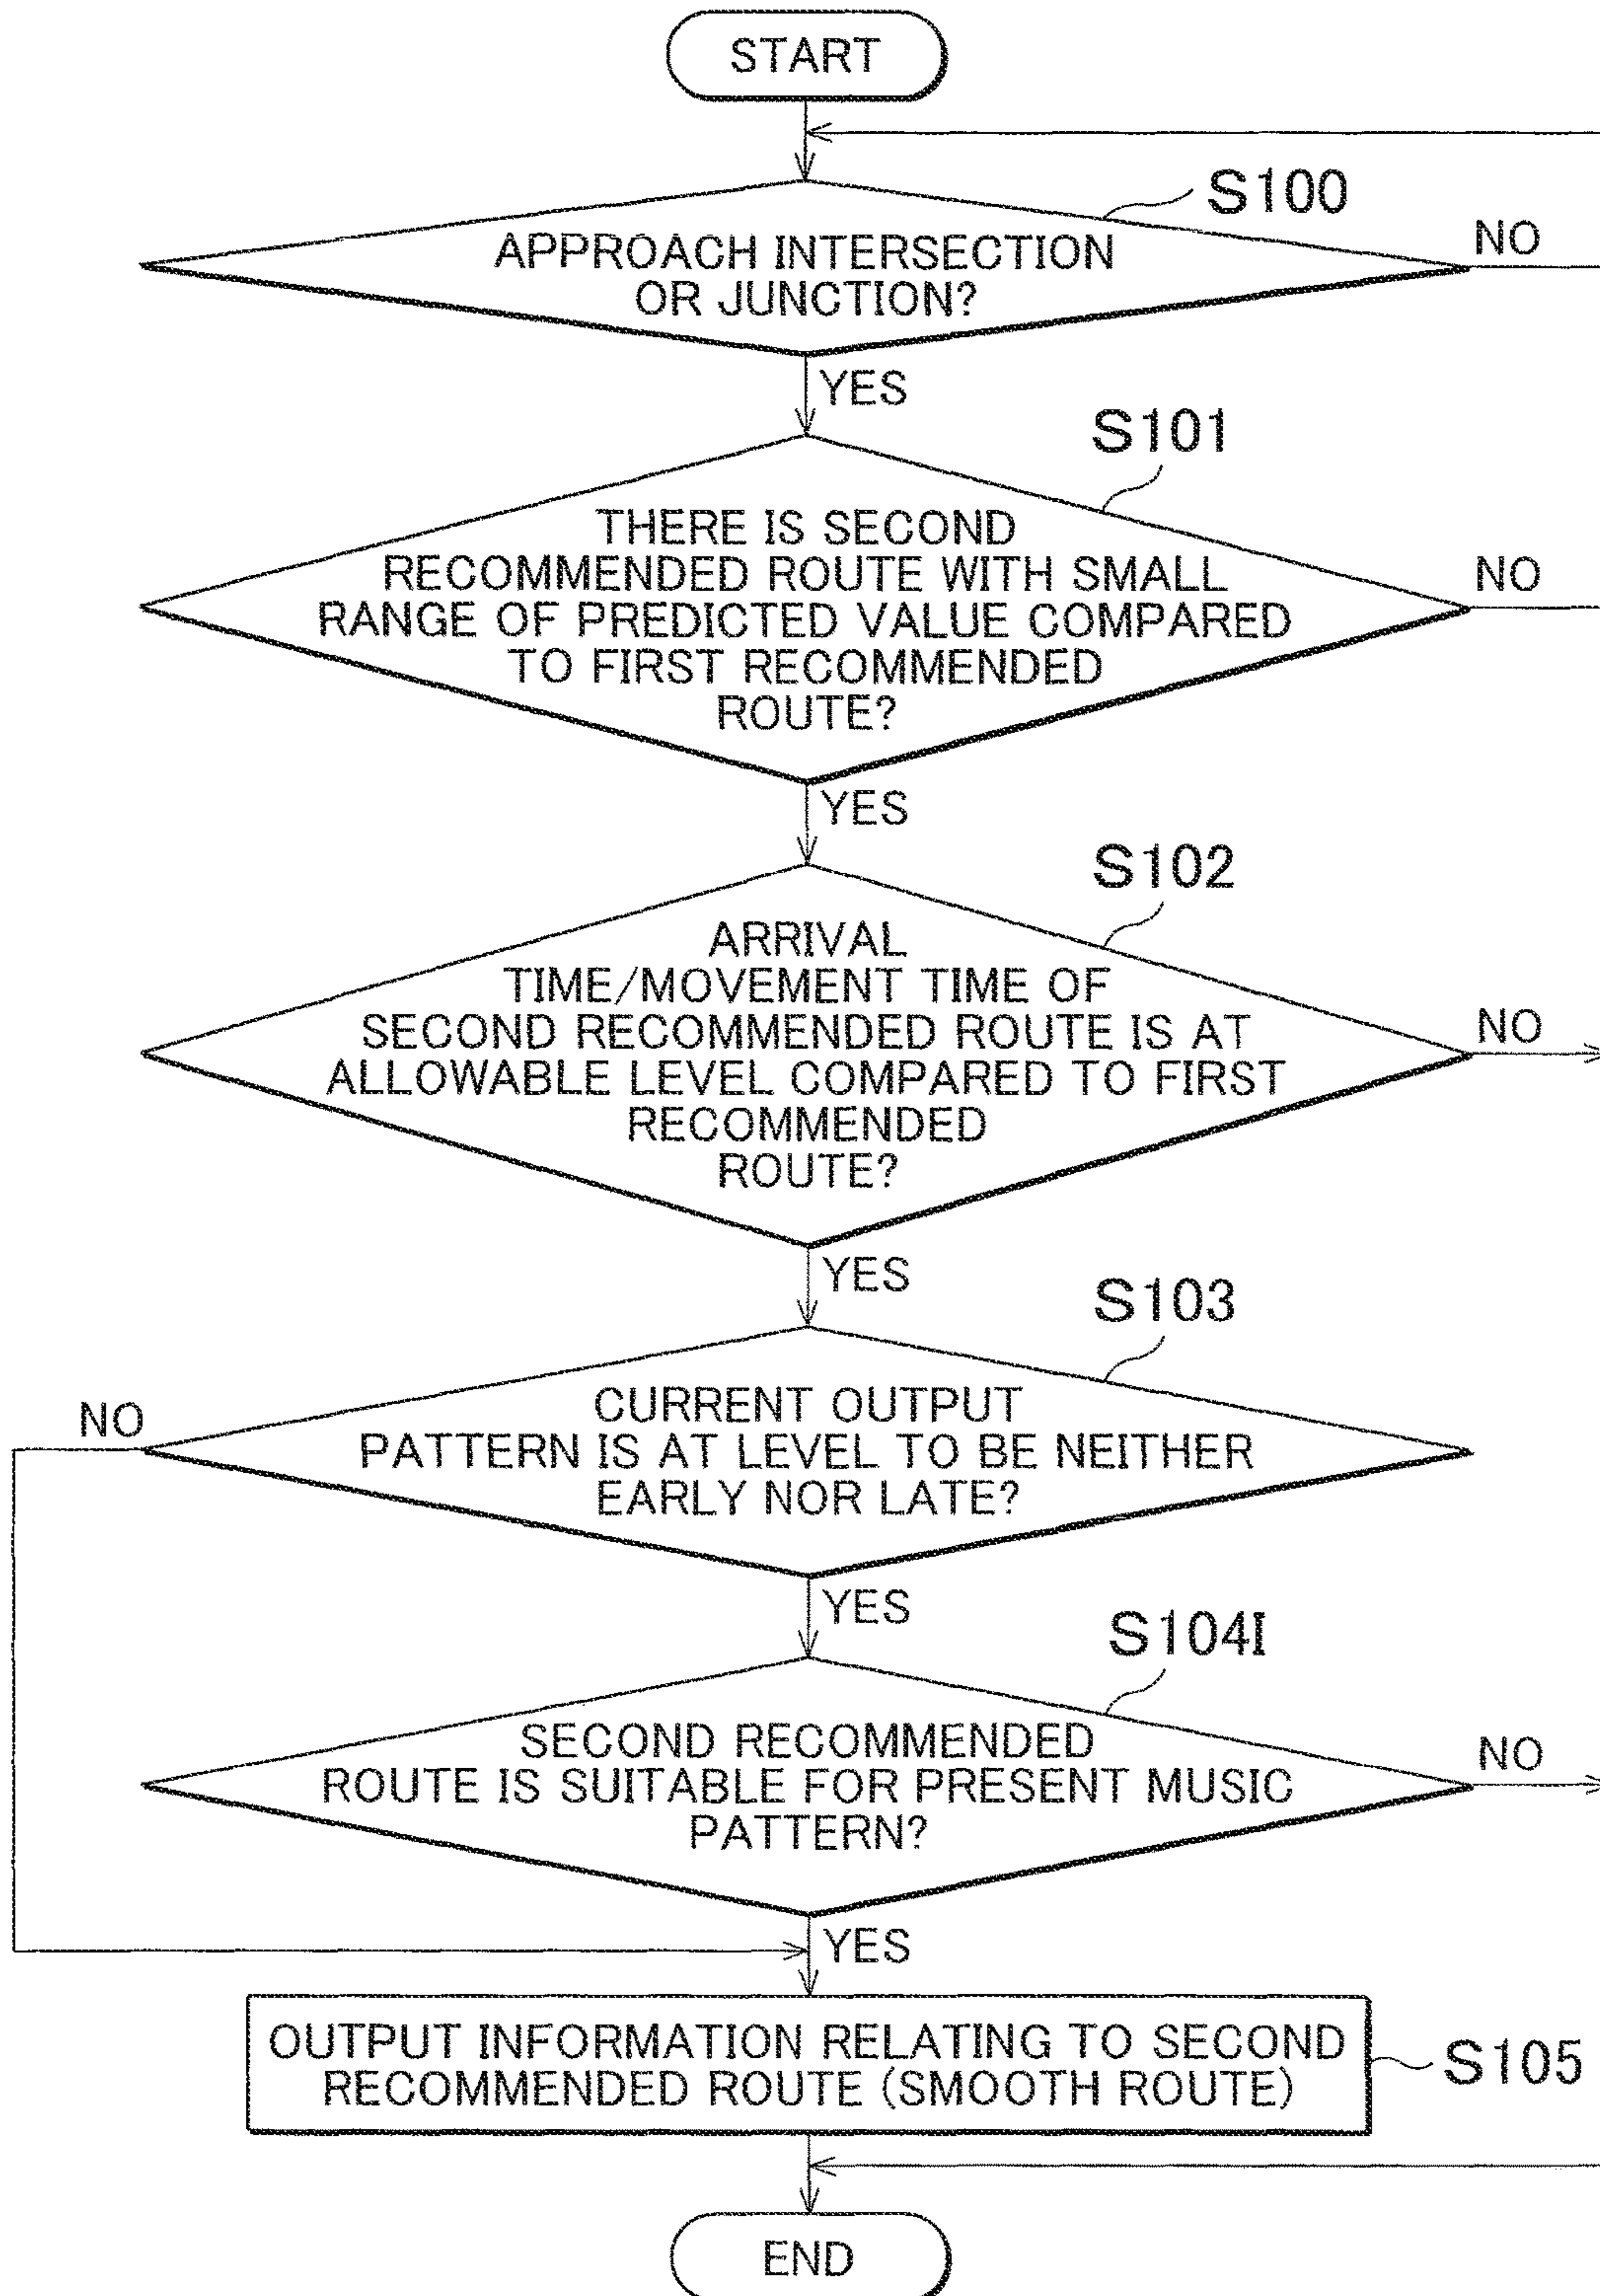 START
S100
APPROACH INTERSECTION
OR JUNCTION?
NO
YES
S101
THERE IS SECOND
RECOMMENDED ROUTE WITH SMALL
RANGE OF PREDICTED VALUE COMPARED
TO FIRST RECOMMENDED
ROUTE?
NO
YES
S102
ARRIVAL
TIME/MOVEMENT TIME OF
SECOND RECOMMENDED ROUTE IS AT
ALLOWABLE LEVEL COMPARED TO FIRST
RECOMMENDED
ROUTE?
NO
YES
S103
NO
CURRENT OUTPUT
PATTERN IS AT LEVEL TO BE NEITHER
EARLY NOR LATE?
YES
S104I
SECOND RECOMMENDED
ROUTE IS SUITABLE FOR PRESENT MUSIC
PATTERN?
NO
YES
OUTPUT INFORMATION RELATING TO SECOND
RECOMMENDED ROUTE (SMOOTH ROUTE)
S105
END